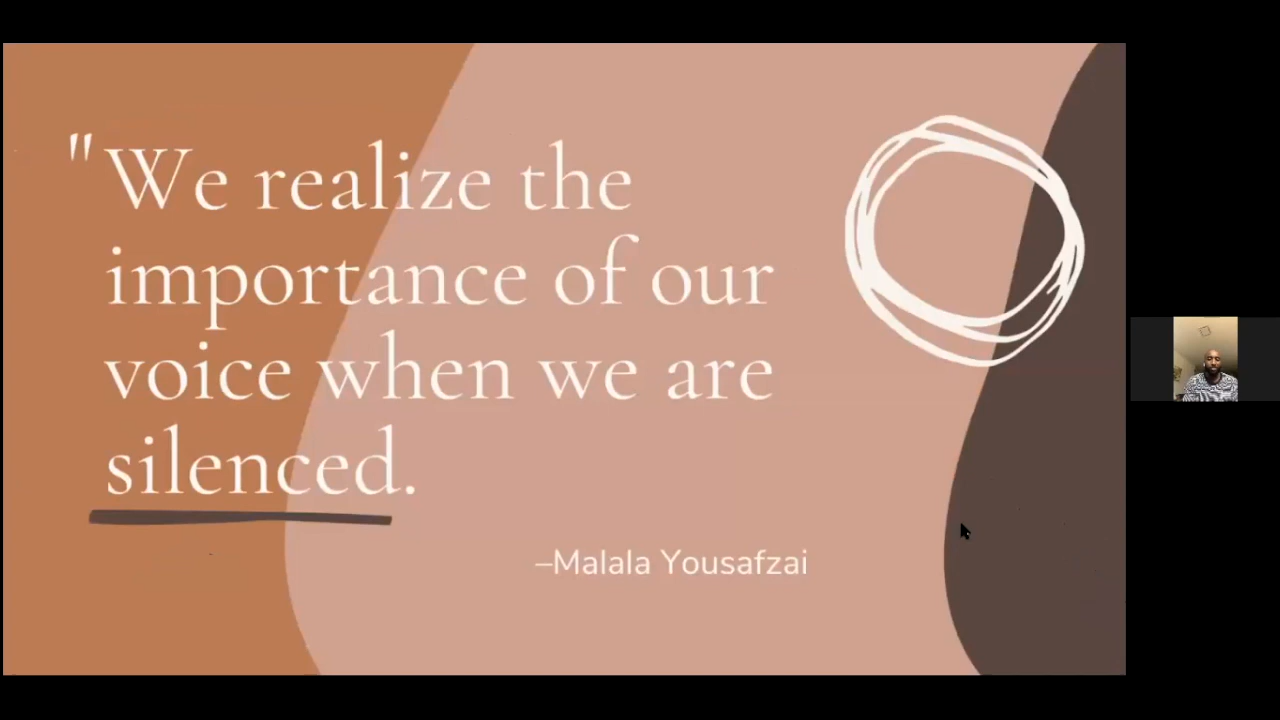 "We realize the
importance of our
voice when we are
silenced.
–Malala Yousafzai